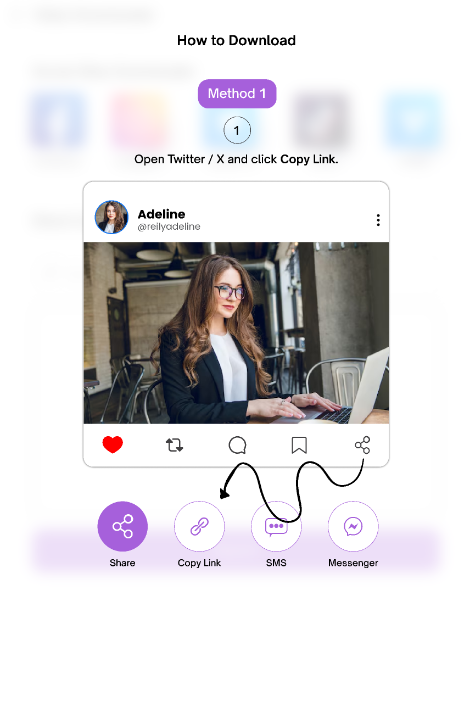 How to Download
Method 1
1
Open Twitter / X and click Copy Link.
Adeline
@reilyadeline
Share
Copy Link
SMS
Messenger